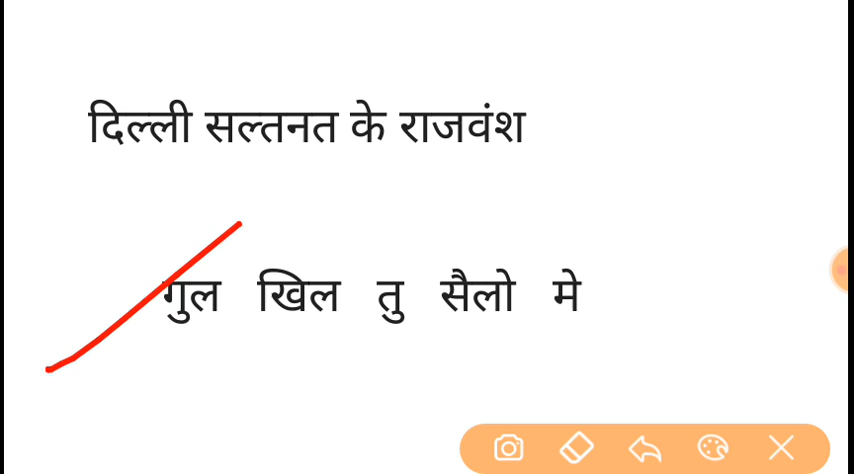 दिल्ली सल्तनत के राजवंश
गुल खिल तु सैलो मे